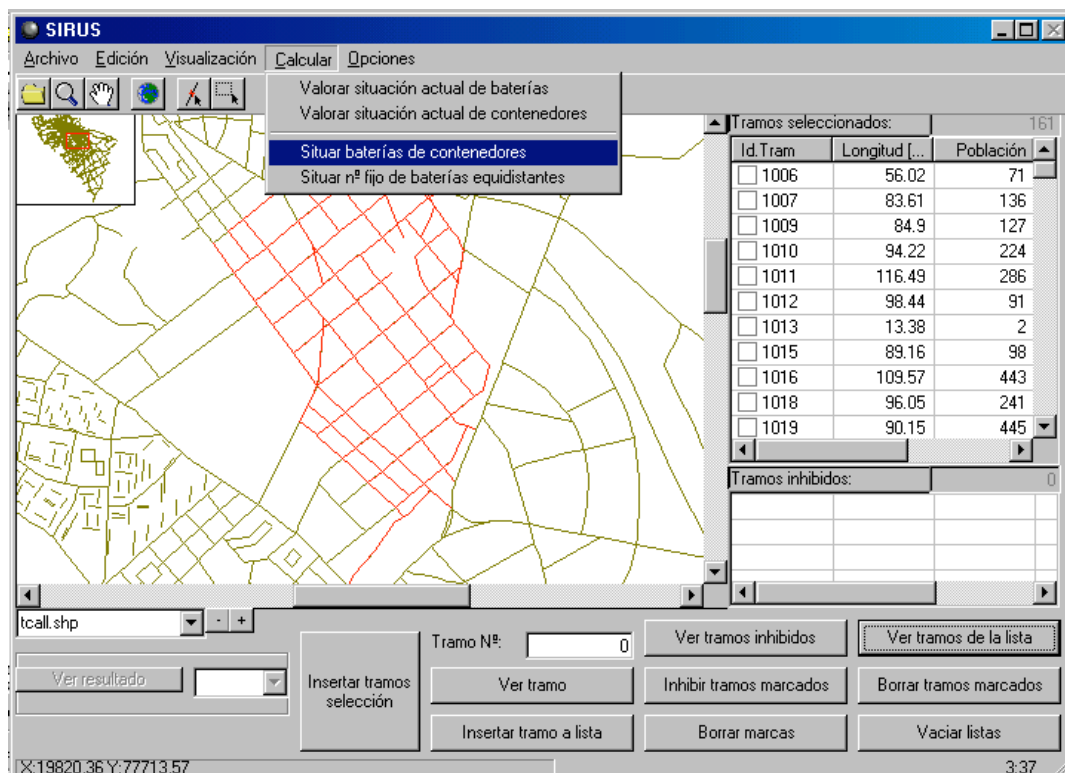 SIRUS
Archivo Edición Visualización Calcular Opciones
Valorar situación actual de baterías
Valorar situación actual de contenedores
Situar baterías de contenedores
Situar nº fijo de baterías equidistantes
Tramos seleccionados: 161
Id.Tram Longitud [... Población
1006 56.02 71
1007 83.61 136
1009 84.9 127
1010 94.22 224
1011 116.49 286
1012 98.44 91
1013 13.38 2
1015 89.16 98
1016 109.57 443
1018 96.05 241
1019 90.15 445
Tramos inhibidos: 0
tcall.shp - +
Ver resultado
Insertar tramos selección
Tramo Nº: 0
Ver tramo
Insertar tramo a lista
Ver tramos inhibidos
Inhibir tramos marcados
Borrar marcas
Ver tramos de la lista
Borrar tramos marcados
Vaciar listas
X:19820.36 Y:77713.57 3:37